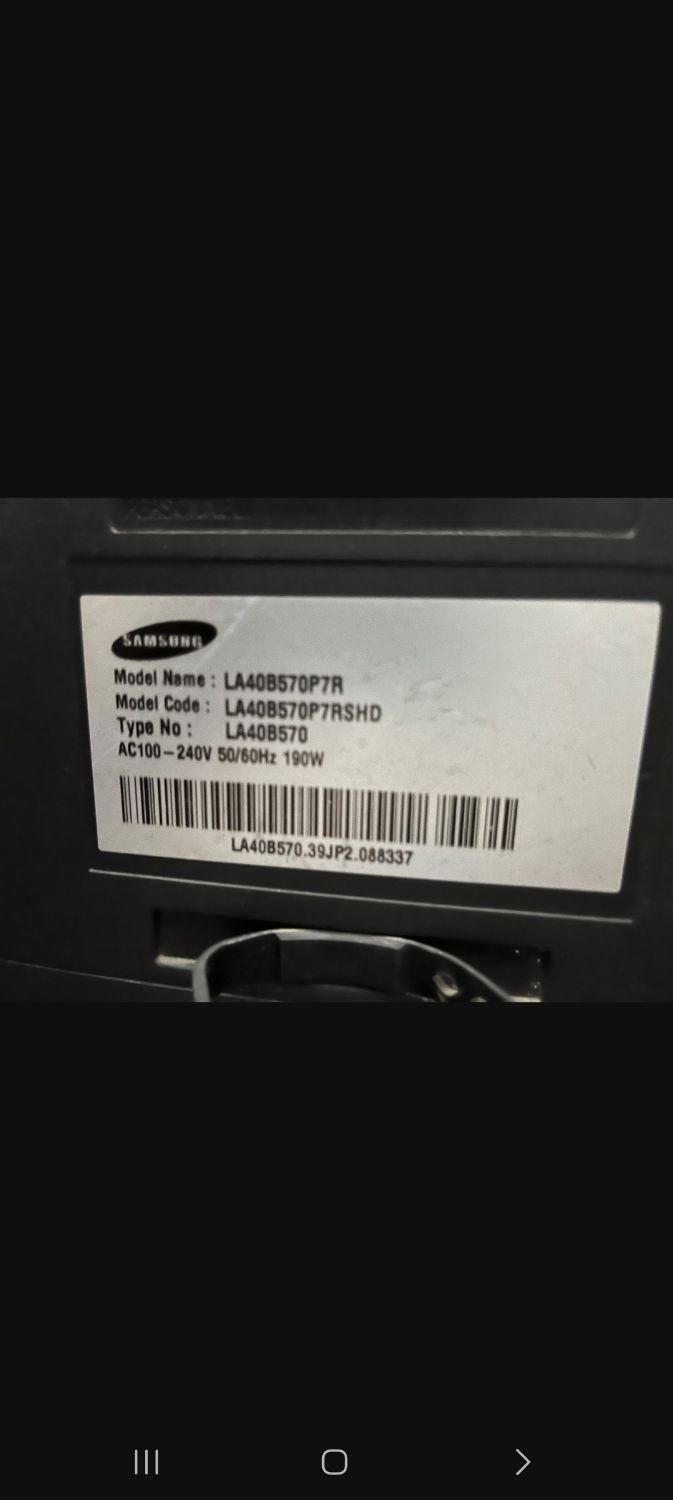 SAMSUNG
Model Name : LA40B570P7R
Model Code : LA40B570P7RSHD
Type No : LA40B570
AC100-240V 50/60Hz 190W
LA40B570.39JP2.088337